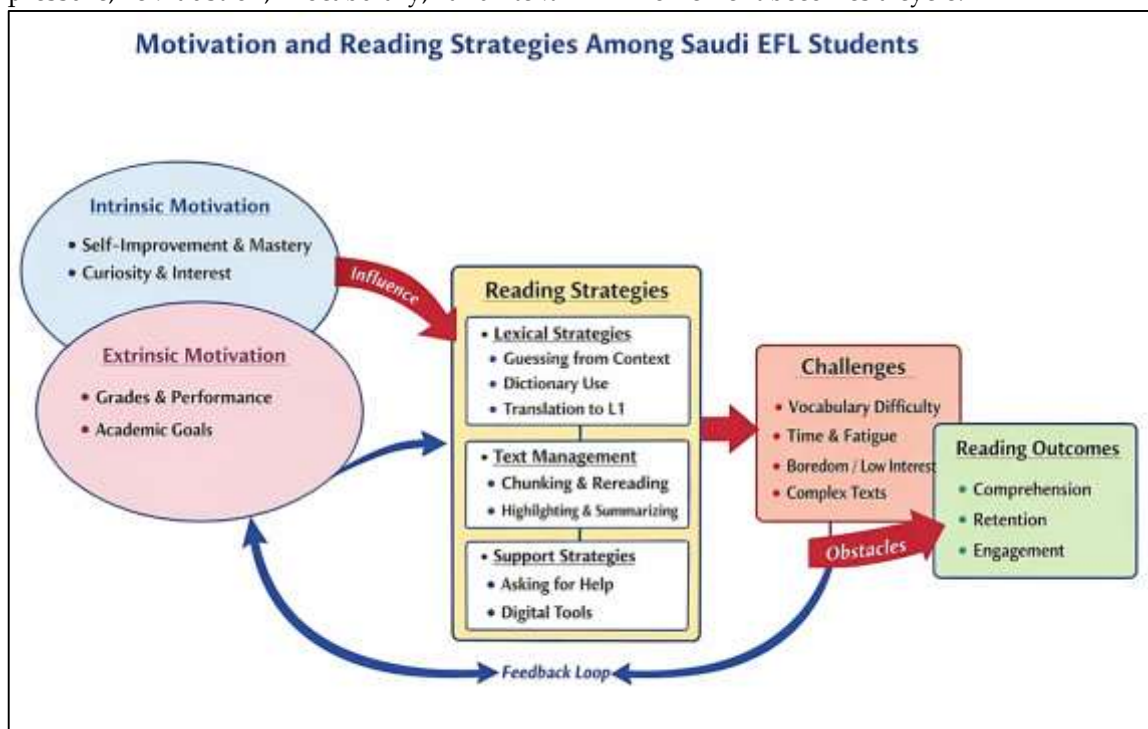 Motivation and Reading Strategies Among Saudi EFL Students
Intrinsic Motivation
• Self-Improvement & Mastery
• Curiosity & Interest
Influence
Extrinsic Motivation
• Grades & Performance
• Academic Goals
Reading Strategies
• Lexical Strategies
• Guessing from Context
• Dictionary Use
• Translation to L1
• Text Management
• Chunking & Rereading
• Highlighting & Summarizing
• Support Strategies
• Asking for Help
• Digital Tools
Challenges
• Vocabulary Difficulty
• Time & Fatigue
• Boredom / Low Interest
• Complex Texts
Obstacles
Reading Outcomes
• Comprehension
• Retention
• Engagement
Feedback Loop